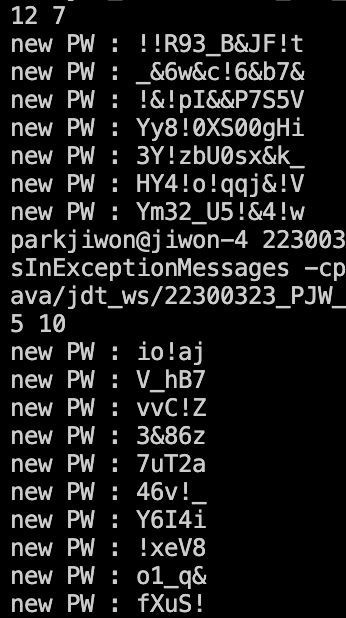 12 7
new PW : !!R93_B&JF!t
new PW : _&6w&c!6&b7&
new PW : !&!pI&&P7S5V
new PW : Yy8!0XS00gHi
new PW : 3Y!zbU0sx&k_
new PW : HY4!o!qqj&!V
new PW : Ym32_U5!&4!w
parkjiwon@jiwon-4 223003
sInExceptionMessages -cp
ava/jdt_ws/22300323_PJW_
5 10
new PW : io!aj
new PW : V_hB7
new PW : vvC!Z
new PW : 3&86z
new PW : 7uT2a
new PW : 46v!_
new PW : Y6I4i
new PW : !xeV8
new PW : o1_q&
new PW : fXuS!